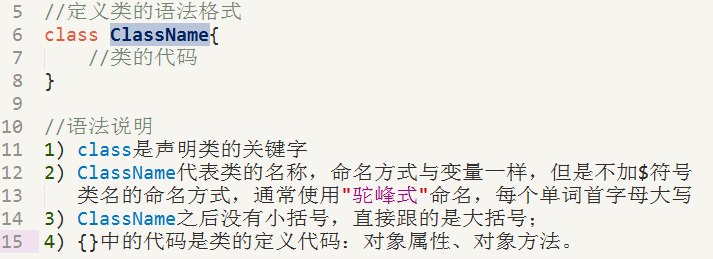 5 //定义类的语法格式
6 class ClassName{
7 //类的代码
8 }
9
10 //语法说明
11 1) class是声明类的关键字
12 2) ClassName代表类的名称，命名方式与变量一样，但是不加$符号
13 类名的命名方式，通常使用"驼峰式"命名，每个单词首字母大写
14 3) ClassName之后没有小括号，直接跟的是大括号；
15 4) {}中的代码是类的定义代码：对象属性、对象方法。